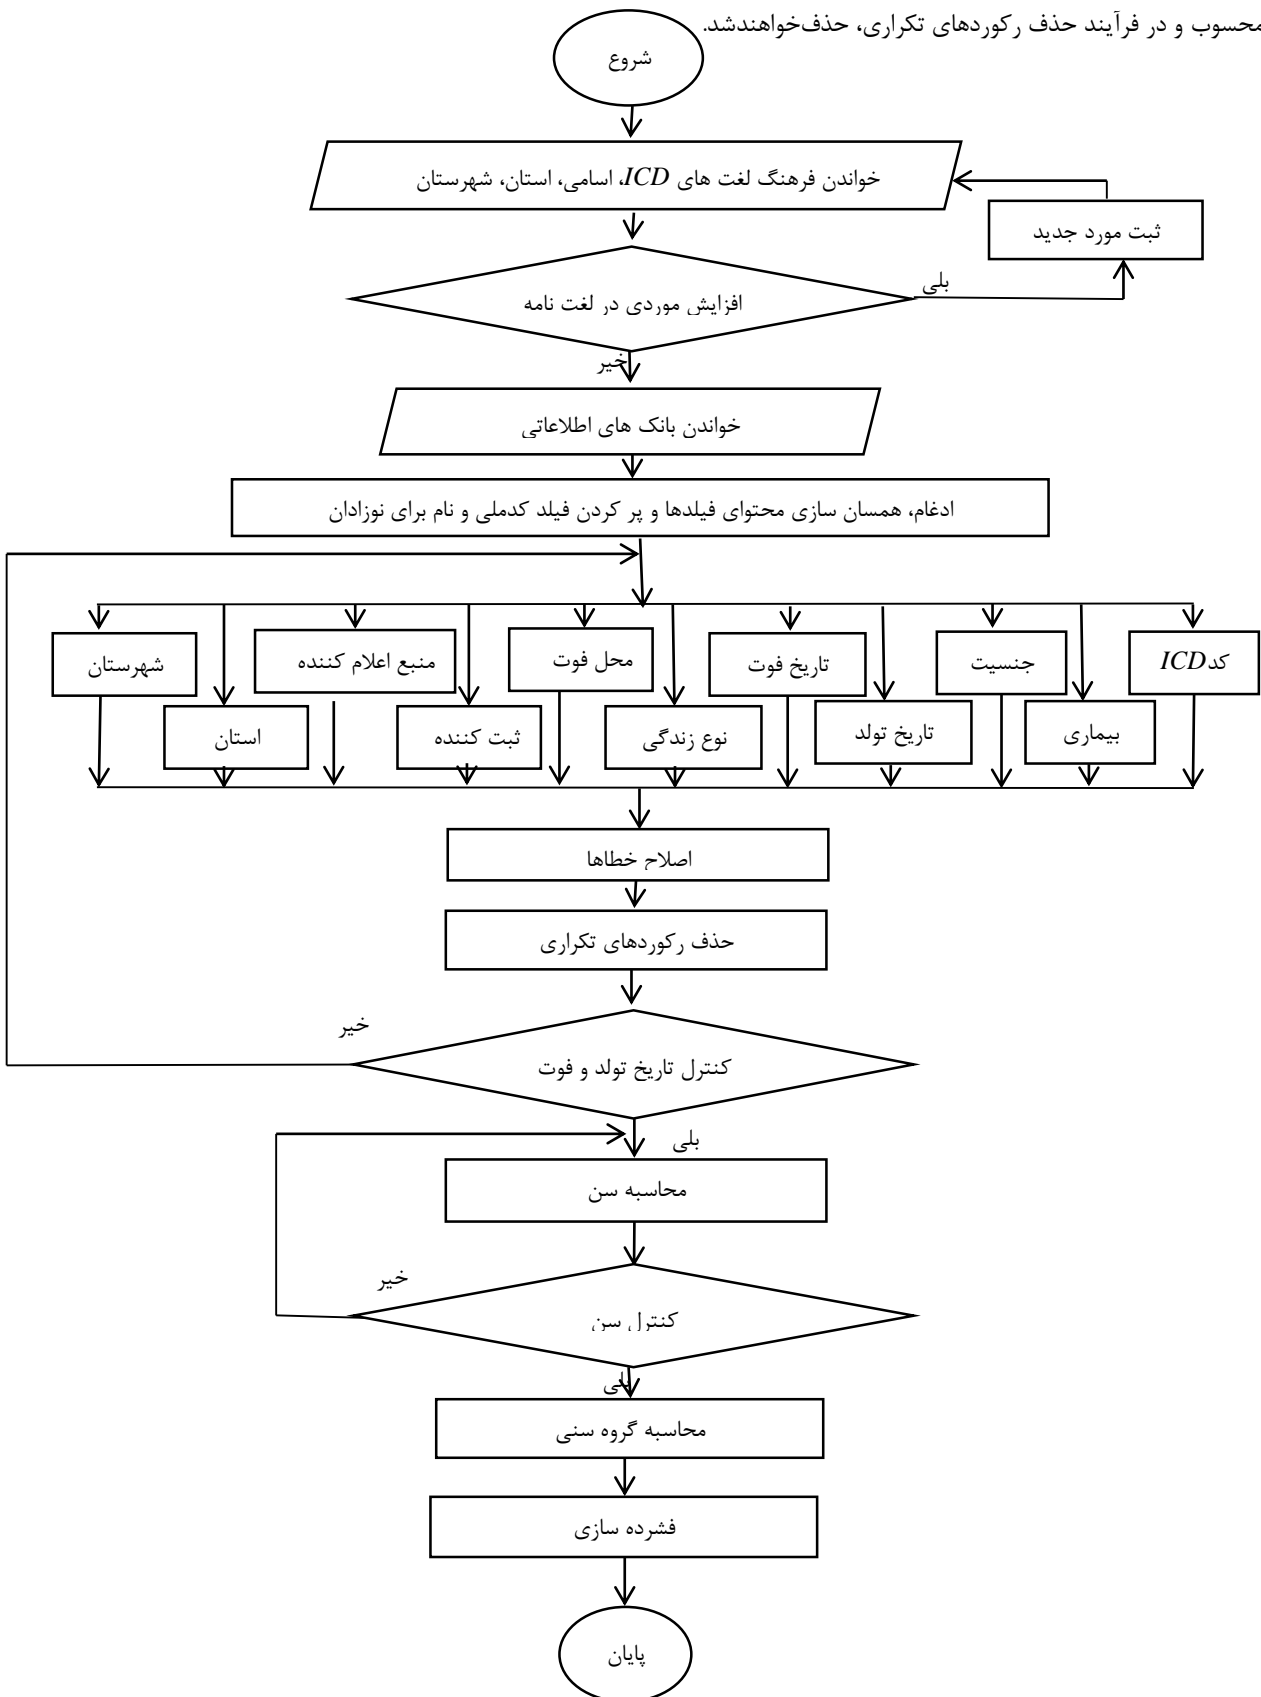 محسوب و در فرآیند حذف رکوردهای تکراری، حذف‌خواهندشد.
شروع
خواندن فرهنگ لغت های ICD، اسامی، استان، شهرستان
ثبت مورد جدید
افزایش موردی در لغت نامه
بلی
خیر
خواندن بانک های اطلاعاتی
ادغام، همسان سازی محتوای فیلدها و پر کردن فیلد کدملی و نام برای نوزادان
کد ICD
جنسیت
تاریخ فوت
محل فوت
منبع اعلام کننده
شهرستان
بیماری
تاریخ تولد
نوع زندگی
ثبت کننده
استان
اصلاح خطاها
حذف رکوردهای تکراری
خیر
کنترل تاریخ تولد و فوت
بلی
محاسبه سن
خیر
کنترل سن
بلی
محاسبه گروه سنی
فشرده سازی
پایان